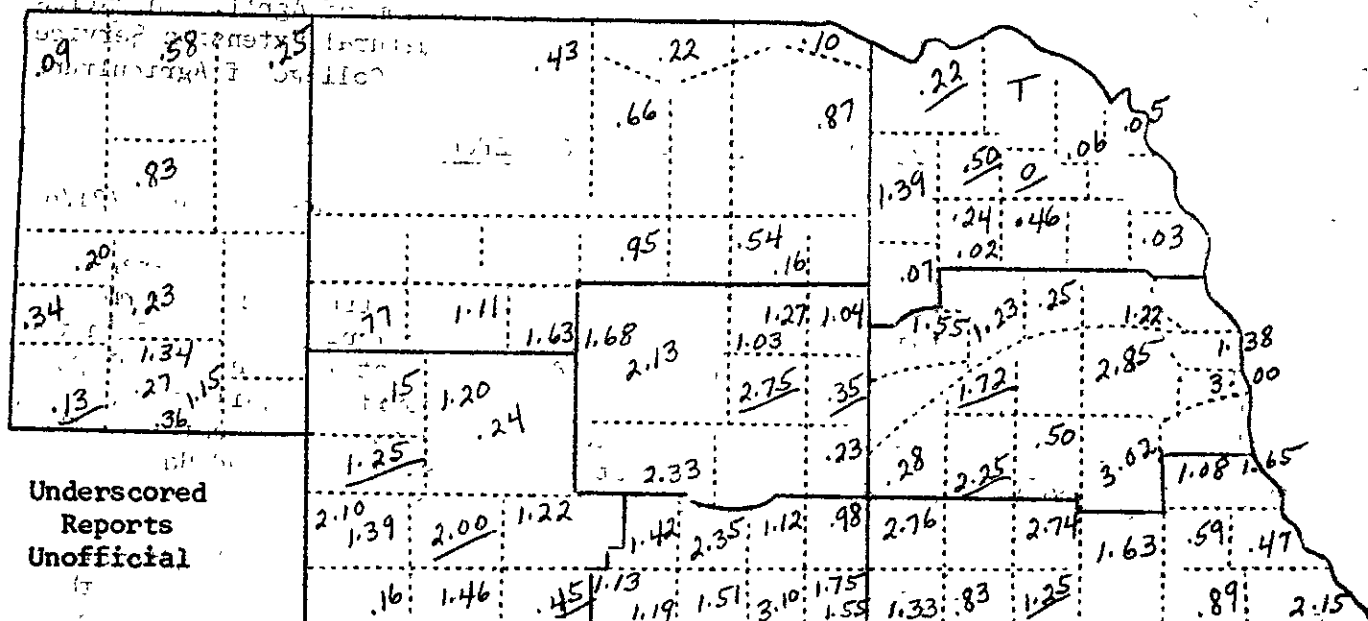 .09 .58 .25 .43 .22 .10 .22 T .05
.66 .87 .06
.83 1.39 .50 0
.24 .46
.20 .95 .54 .16 .07 .02 .03
.34 .23 .77 1.11 1.63 1.68 2.13 1.27 1.04 1.55 1.23 .25 1.22
1.03 1.38
1.34 .15 1.20 2.75 .35 1.72 2.85 3.00
.13 .27 1.15 .24
.36
1.25 2.33 .23 .28 2.25 .50 3.02 1.08 1.65
Underscored
Reports
Unofficial
2.10 1.39 2.00 1.22 1.42 2.35 1.12 .98 2.76 2.74 1.63 .59 .47
.16 1.46 .45 1.13 1.19 1.51 3.10 1.75 1.55 1.33 .83 1.25 .89 2.15